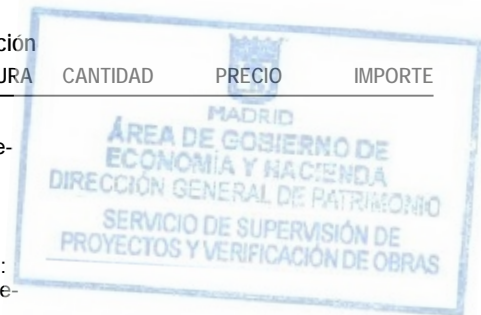 ción
URA CANTIDAD PRECIO IMPORTE
MADRID
ÁREA DE GOBIERNO DE
e-
ECONOMÍA Y HACIENDA
DIRECCIÓN GENERAL DE PATRIMONIO
SERVICIO DE SUPERVISIÓN DE
PROYECTOS Y VERIFICACIÓN DE OBRAS
:
e-